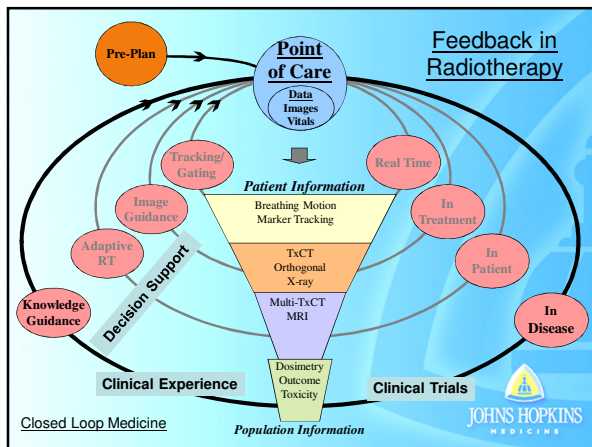 Feedback in
Radiotherapy
Pre-Plan
Point
of Care
Data
Images
Vitals
Tracking/
Gating
Real Time
Patient Information
Image
Guidance
In
Treatment
Breathing Motion
Marker Tracking
Adaptive
RT
In
Patient
TxCT
Orthogonal
X-ray
Decision Support
Multi-TxCT
MRI
Knowledge
Guidance
In
Disease
Dosimetry
Outcome
Toxicity
Clinical Experience
Clinical Trials
Closed Loop Medicine
Population Information
JOHNS HOPKINS
MEDICINE